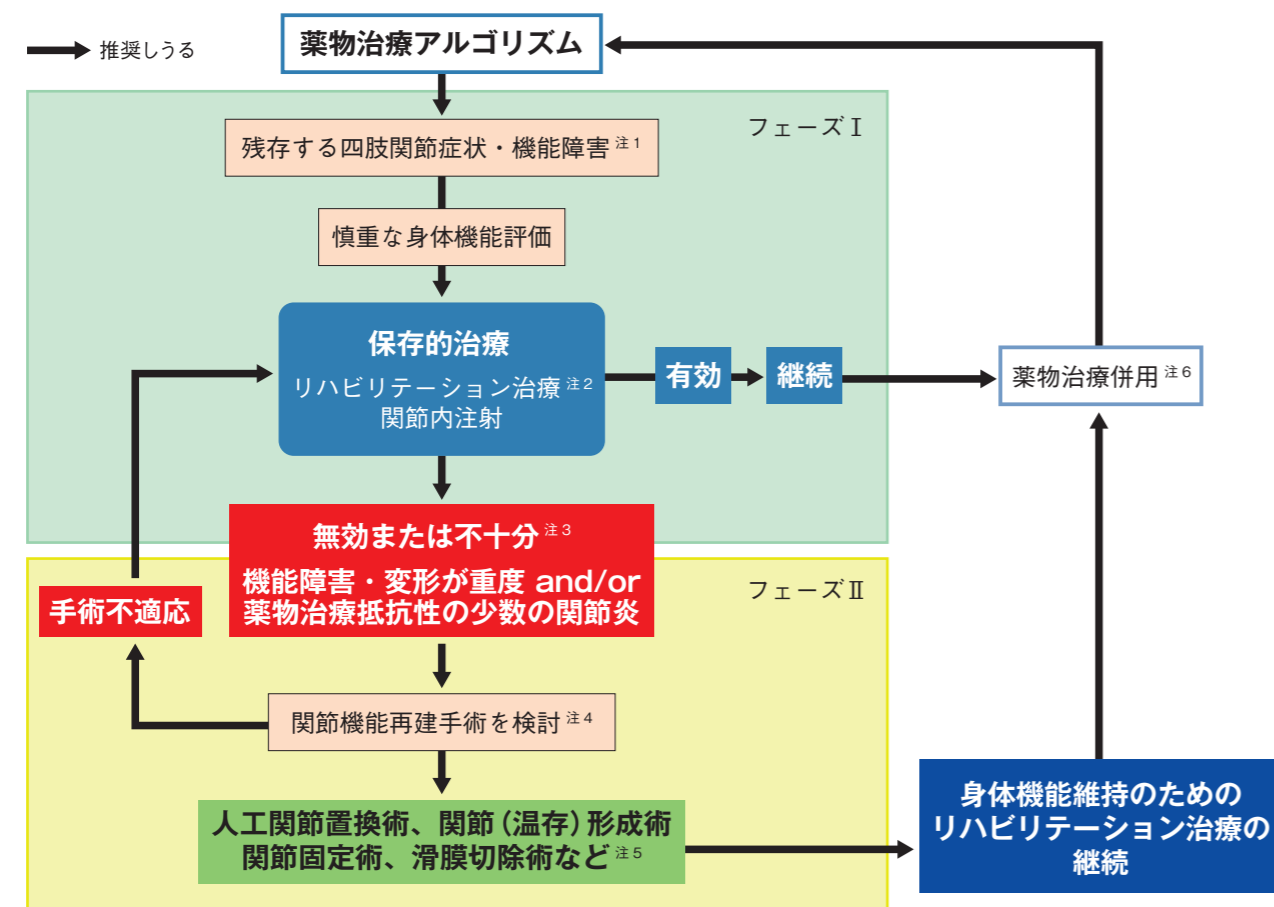 推奨しうる
薬物治療アルゴリズム
フェーズⅠ
残存する四肢関節症状・機能障害 注1
慎重な身体機能評価
保存的治療
リハビリテーション治療 注2
関節内注射
有効
継続
薬物治療併用 注6
無効または不十分 注3
機能障害・変形が重度 and/or
薬物治療抵抗性の少数の関節炎
フェーズⅡ
手術不適応
関節機能再建手術を検討 注4
人工関節置換術、関節（温存）形成術
関節固定術、滑膜切除術など 注5
身体機能維持のための
リハビリテーション治療の
継続